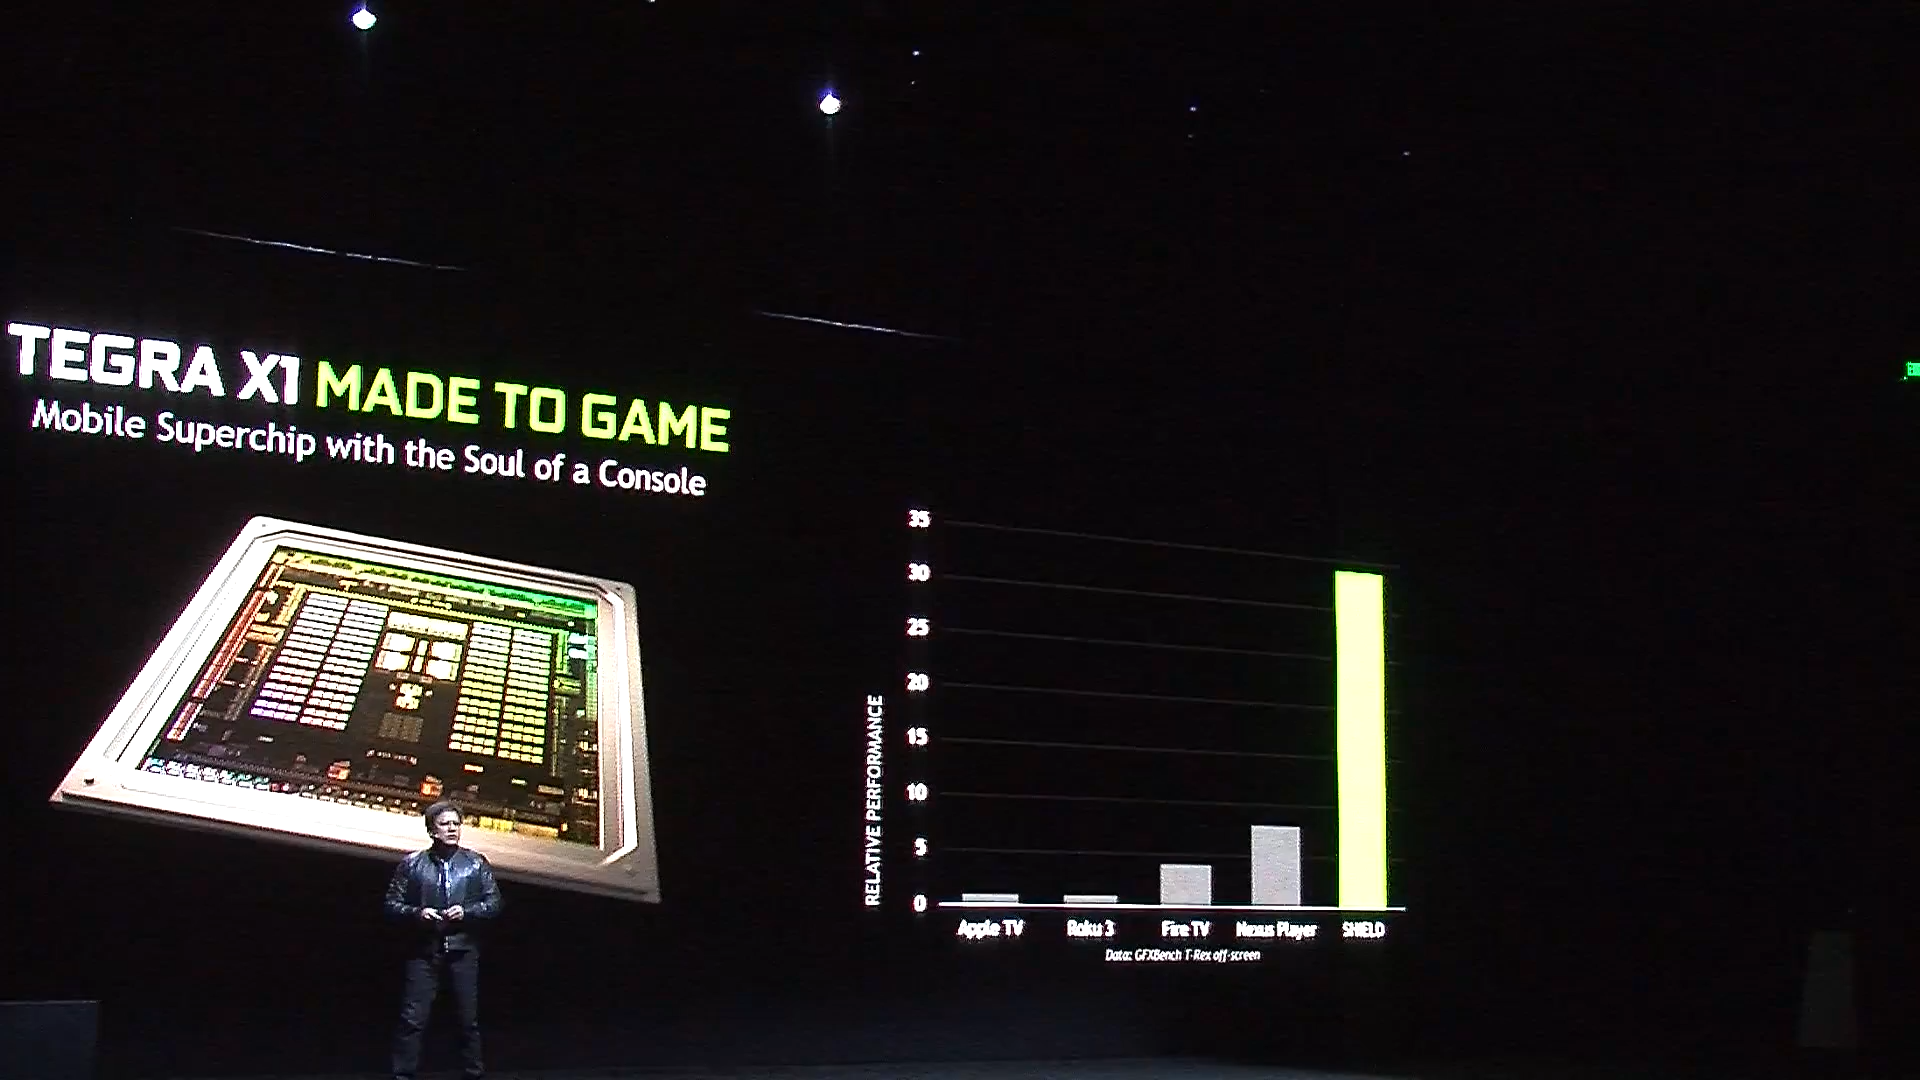 TEGRA X1 MADE TO GAME
Mobile Superchip with the Soul of a Console
35
30
25
20
15
10
5
0
RELATIVE PERFORMANCE
Apple TV
Roku 3
Fire TV
Nexus Player
SHIELD
Data: GFXBench T-Rex off-screen